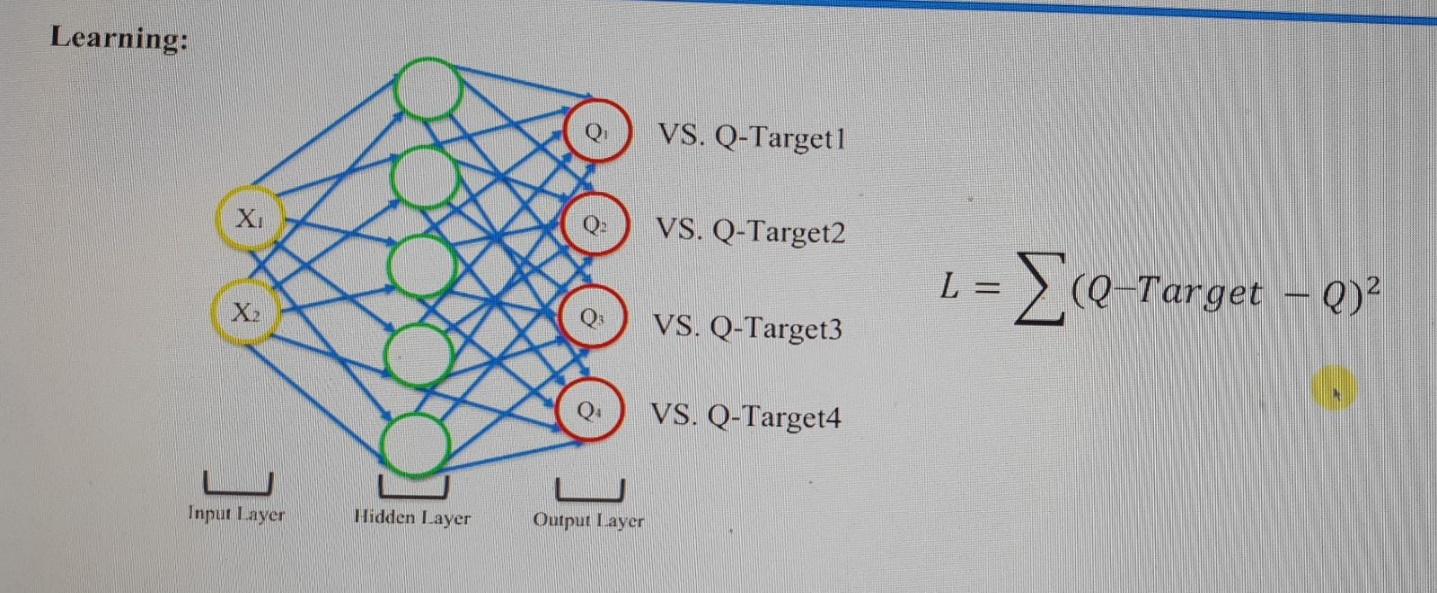 Learning:
X₁
X₂
Q₁
Q₂
Q₃
Q₄
VS. Q-Target1
VS. Q-Target2
VS. Q-Target3
VS. Q-Target4
L = ∑(Q−Target − Q)²
Input Layer
Hidden Layer
Output Layer